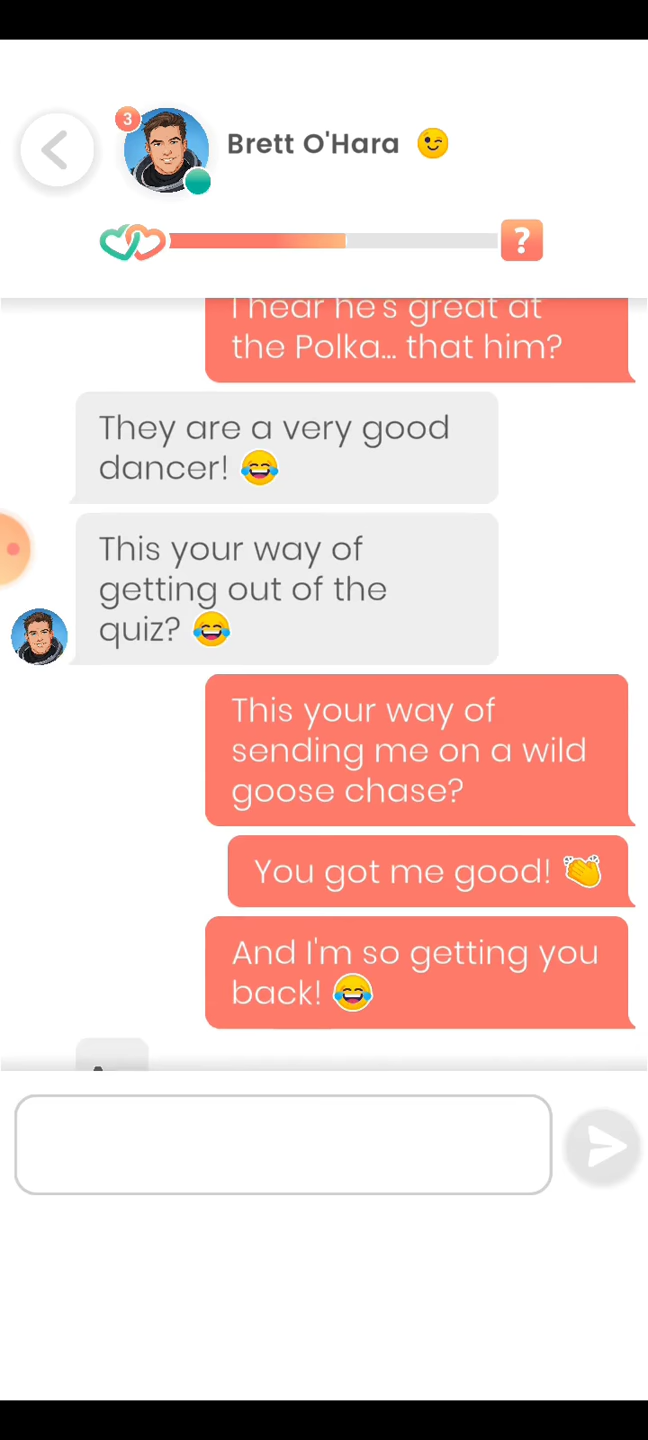 3
Brett O'Hara 😉
?
I hear he's great at
the Polka... that him?
They are a very good
dancer! 😂
This your way of
getting out of the
quiz? 😂
This your way of
sending me on a wild
goose chase?
You got me good! 👏
And I'm so getting you
back! 😂